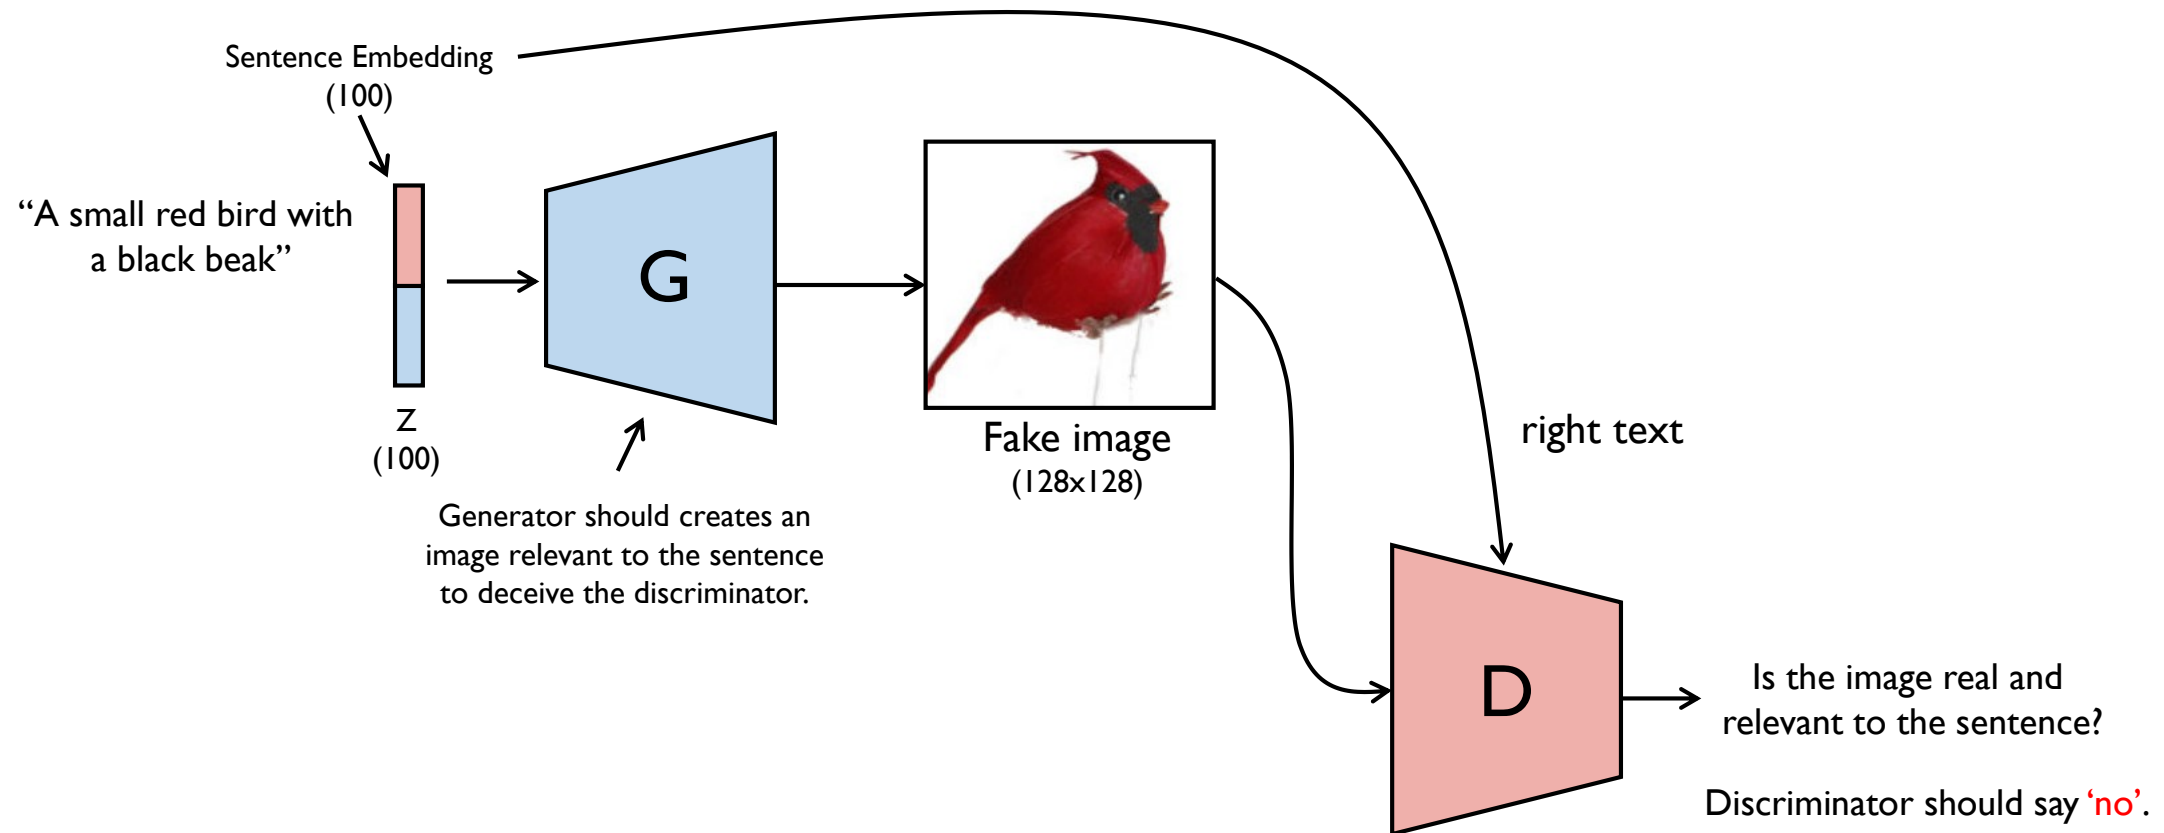 Sentence Embedding
(100)
“A small red bird with
a black beak”
G
z
(100)
Fake image
(128x128)
right text
Generator should creates an
image relevant to the sentence
to deceive the discriminator.
D
Is the image real and
relevant to the sentence?
Discriminator should say ‘no’.